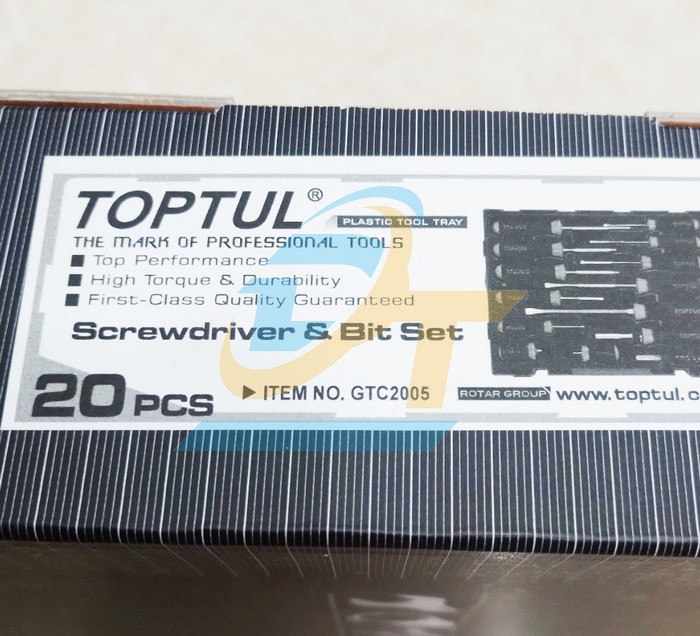 TOPTUL®
PLASTIC TOOL TRAY
THE MARK OF PROFESSIONAL TOOLS
■ Top Performance
■ High Torque & Durability
■ First-Class Quality Guaranteed
Screwdriver & Bit Set
20 PCS
▶ ITEM NO. GTC2005
ROTAR GROUP
www.toptul.c